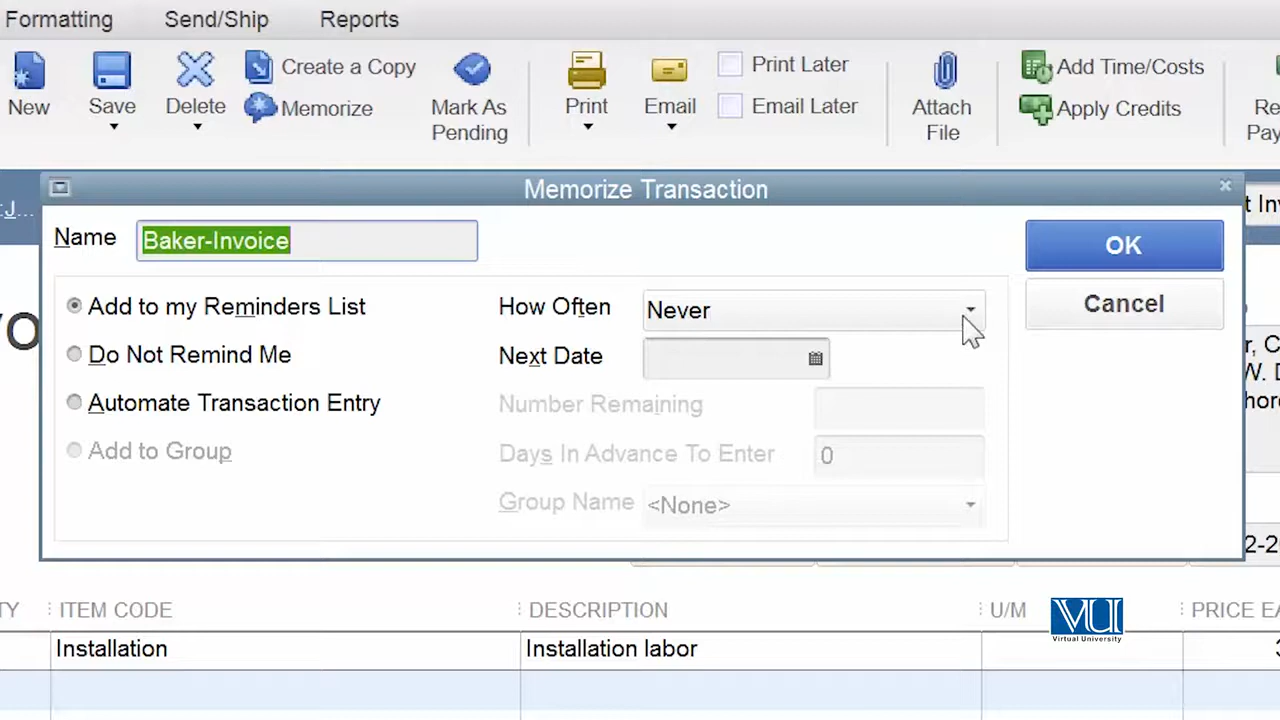 Formatting Send/Ship Reports
New Save Delete Create a Copy Memorize Mark As Pending Print Email Print Later Email Later Attach File Add Time/Costs Apply Credits
Memorize Transaction
Name Baker-Invoice OK
Add to my Reminders List How Often Never Cancel
Do Not Remind Me Next Date
Automate Transaction Entry Number Remaining
Add to Group Days In Advance To Enter 0
Group Name <None>
ITEM CODE DESCRIPTION U/M PRICE
VU
Virtual University
Installation Installation labor